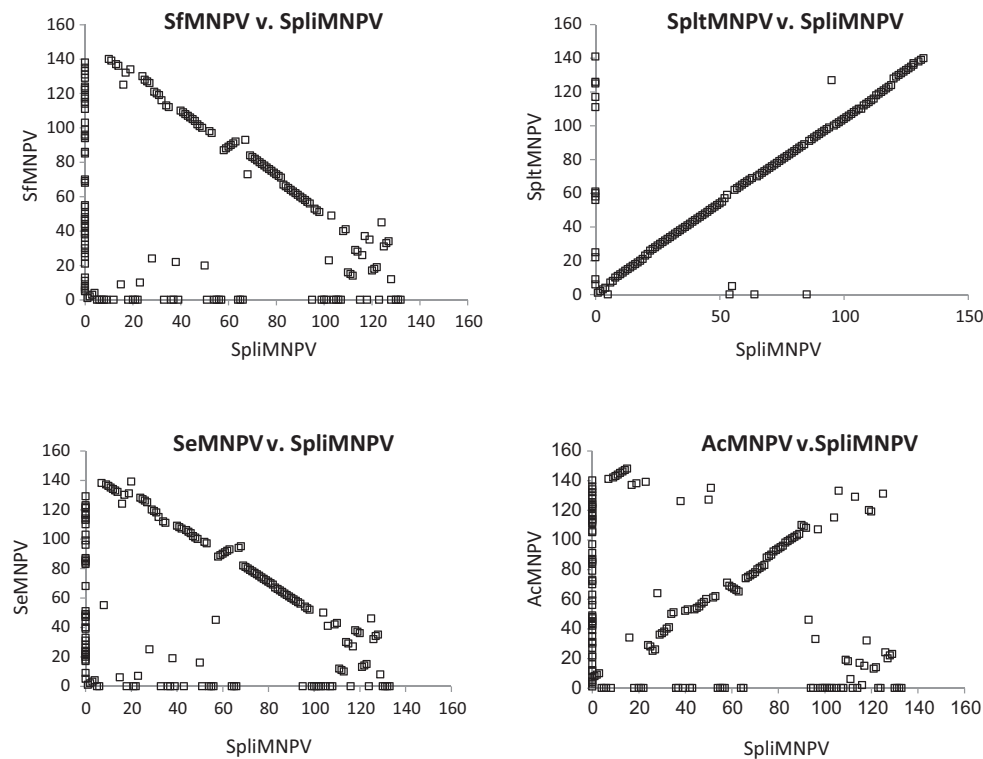 SfMNPV v. SpliMNPV
160
140
120
100
80
60
40
20
0
0 20 40 60 80 100 120 140 160
SfMNPV
SpliMNPV
SpltMNPV v. SpliMNPV
160
140
120
100
80
60
40
20
0
0 50 100 150
SpltMNPV
SpliMNPV
SeMNPV v. SpliMNPV
160
140
120
100
80
60
40
20
0
0 20 40 60 80 100 120 140 160
SeMNPV
SpliMNPV
AcMNPV v.SpliMNPV
160
140
120
100
80
60
40
20
0
0 20 40 60 80 100 120 140 160
AcMNPV
SpliMNPV